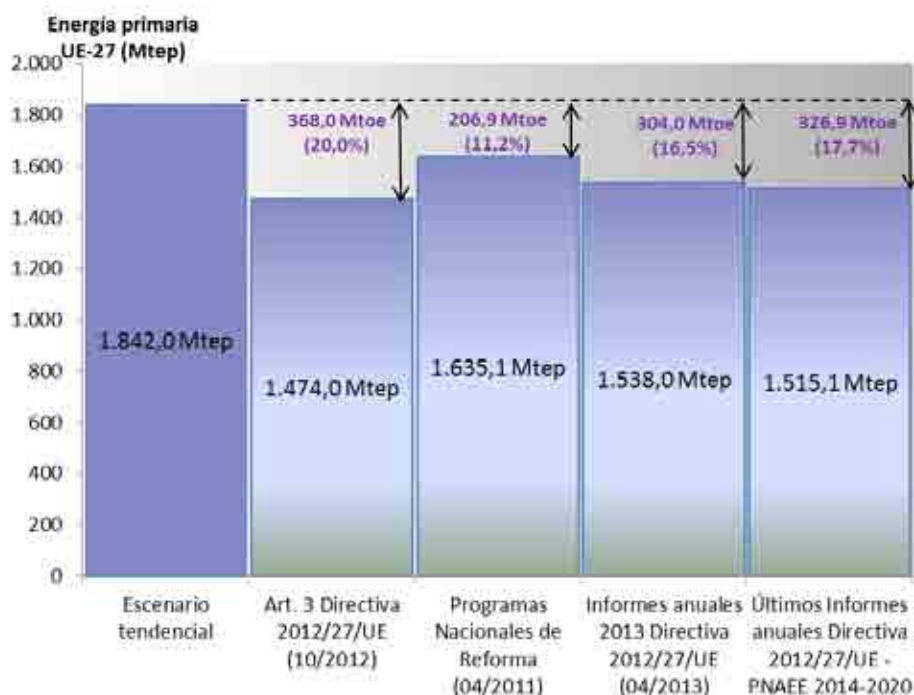 Energía primaria
UE-27 (Mtep)
2.000
1.800
1.600
1.400
1.200
1.000
800
600
400
200
0
368,0 Mtoe
(20,0%)
206,9 Mtoe
(11,2%)
304,0 Mtoe
(16,5%)
326,9 Mtoe
(17,7%)
1.842,0 Mtep
1.474,0 Mtep
1.635,1 Mtep
1.538,0 Mtep
1.515,1 Mtep
Escenario
tendencial
Art. 3 Directiva
2012/27/UE
(10/2012)
Programas
Nacionales de
Reforma
(04/2011)
Informes anuales
2013 Directiva
2012/27/UE
(04/2013)
Últimos Informes
anuales Directiva
2012/27/UE -
PNAEE 2014-2020